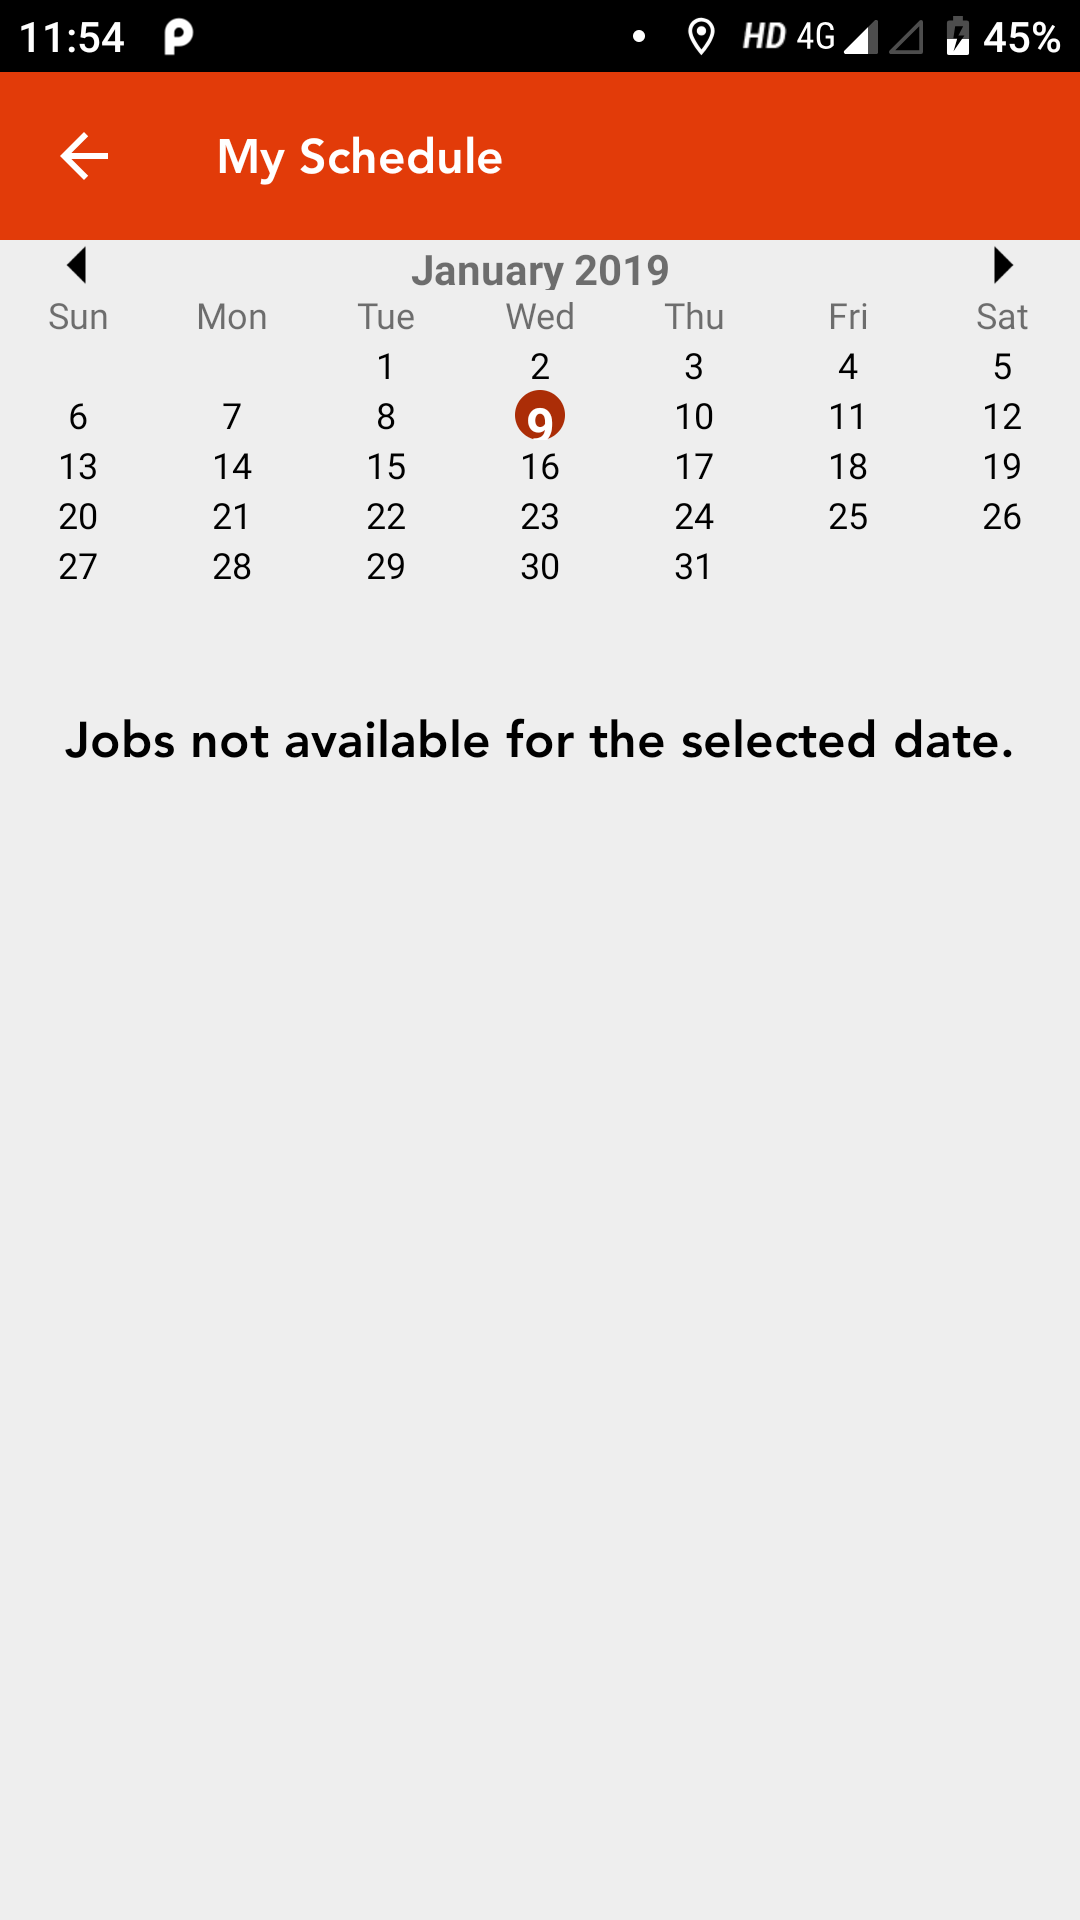 11:54 HD 4G 45%
My Schedule
January 2019
Sun Mon Tue Wed Thu Fri Sat
1 2 3 4 5
6 7 8 9 10 11 12
13 14 15 16 17 18 19
20 21 22 23 24 25 26
27 28 29 30 31
Jobs not available for the selected date.